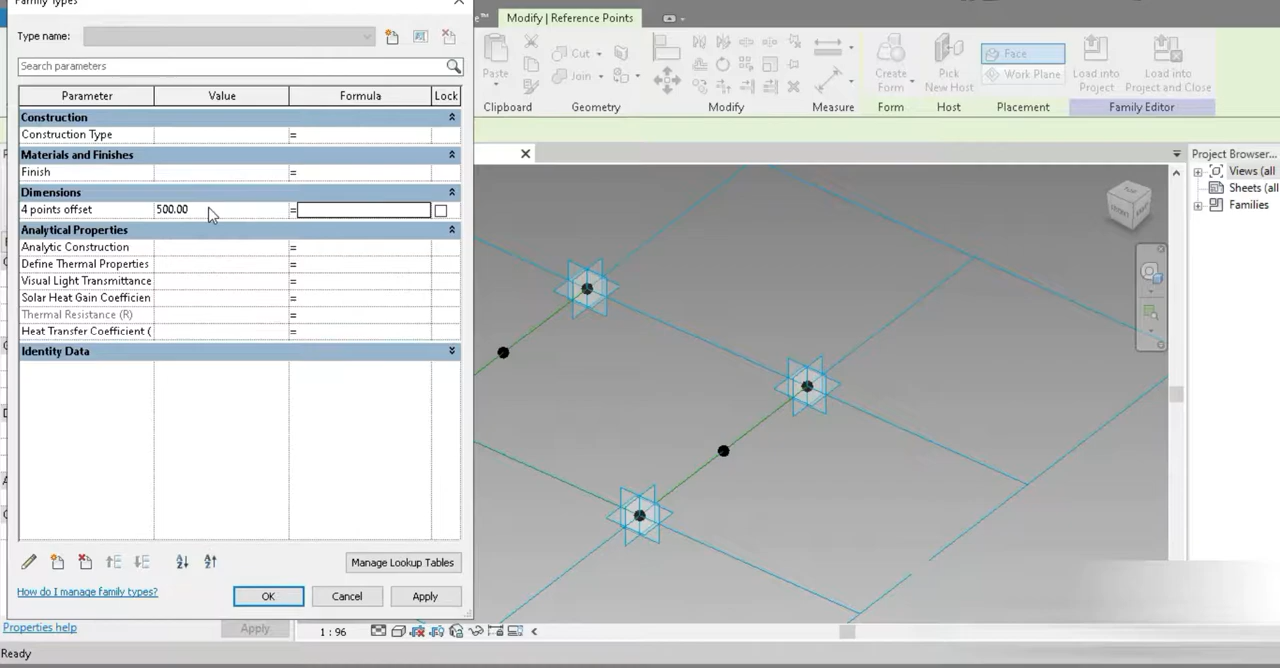 Family Types
Type name:
Search parameters
Parameter Value Formula Lock
Construction
Construction Type =
Materials and Finishes
Finish =
Dimensions
4 points offset 500.00 =
Analytical Properties
Analytic Construction =
Define Thermal Properties =
Visual Light Transmittance =
Solar Heat Gain Coefficien =
Thermal Resistance (R) =
Heat Transfer Coefficient ( =
Identity Data
Manage Lookup Tables
How do I manage family types?
OK Cancel Apply
Properties help
Apply
Ready
Modify | Reference Points
Paste
Cut
Join
Create
Form
Pick
New Host
Face
Work Plane
Load into
Project
Load into
Project and Close
Clipboard Geometry Modify Measure Form Host Placement Family Editor
Project Browser...
Views (all
Sheets (all
Families
TOP
1 : 96